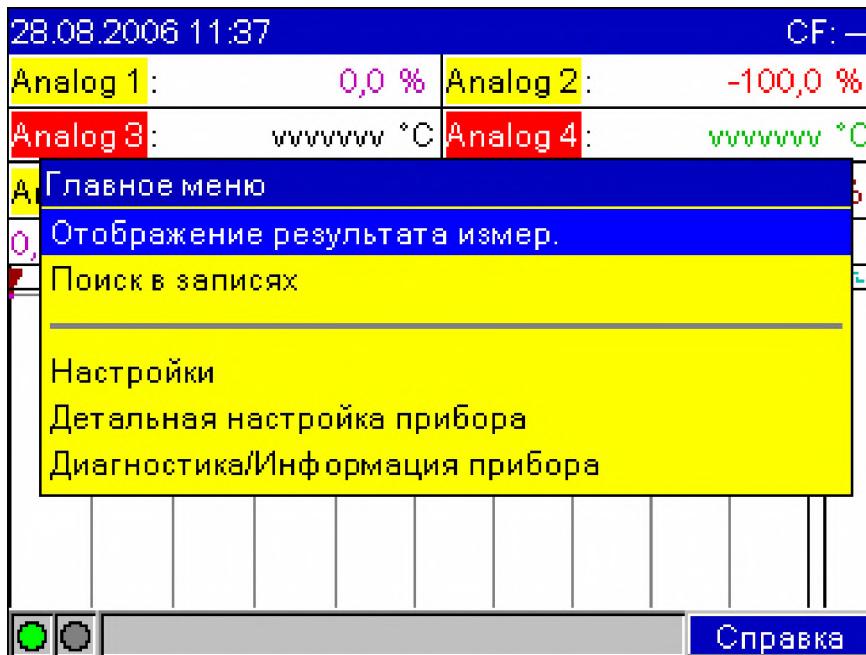 28.08.2006 11:37 CF: –
Analog 1 : 0,0 % Analog 2 : -100,0 %
Analog 3 : vvvvvvv °C Analog 4 : vvvvvvv °C
Главное меню
Отображение результата измер.
0,
Поиск в записях
Настройки
Детальная настройка прибора
Диагностика/Информация прибора
Справка